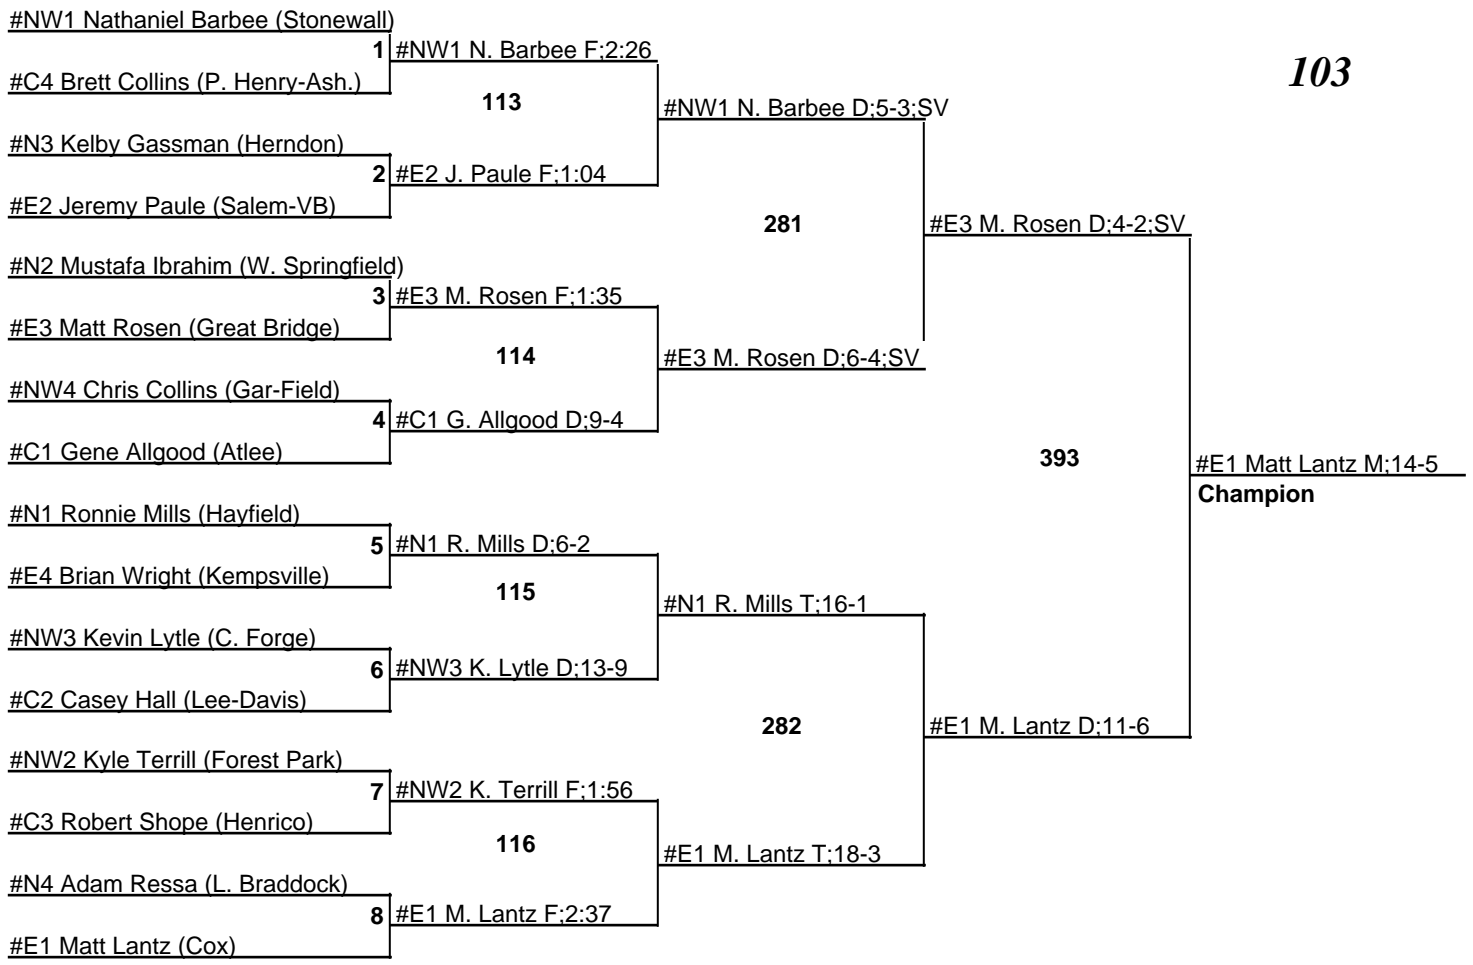 #NW1 Nathaniel Barbee (Stonewall)
1 #NW1 N. Barbee F;2:26
103
#C4 Brett Collins (P. Henry-Ash.)
113
#NW1 N. Barbee D;5-3;SV
#N3 Kelby Gassman (Herndon)
2 #E2 J. Paule F;1:04
#E2 Jeremy Paule (Salem-VB)
281
#E3 M. Rosen D;4-2;SV
#N2 Mustafa Ibrahim (W. Springfield)
3 #E3 M. Rosen F;1:35
#E3 Matt Rosen (Great Bridge)
114
#E3 M. Rosen D;6-4;SV
#NW4 Chris Collins (Gar-Field)
4 #C1 G. Allgood D;9-4
#C1 Gene Allgood (Atlee)
393
#E1 Matt Lantz M;14-5
Champion
#N1 Ronnie Mills (Hayfield)
5 #N1 R. Mills D;6-2
#E4 Brian Wright (Kempsville)
115
#N1 R. Mills T;16-1
#NW3 Kevin Lytle (C. Forge)
6 #NW3 K. Lytle D;13-9
#C2 Casey Hall (Lee-Davis)
282
#E1 M. Lantz D;11-6
#NW2 Kyle Terrill (Forest Park)
7 #NW2 K. Terrill F;1:56
#C3 Robert Shope (Henrico)
116
#E1 M. Lantz T;18-3
#N4 Adam Ressa (L. Braddock)
8 #E1 M. Lantz F;2:37
#E1 Matt Lantz (Cox)